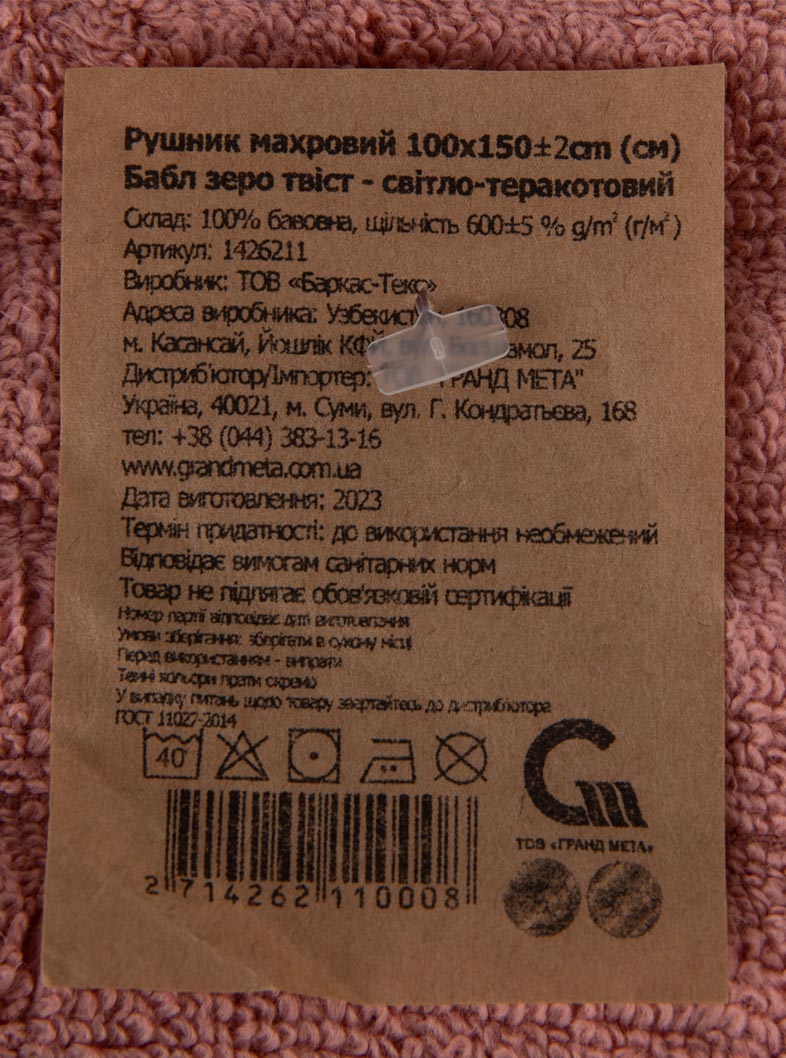 Рушник махровий 100х150±2cm (см)
Бабл зеро твіст - світло-теракотовий
Склад: 100% бавовна, щільність 600±5 % g/m² (г/м²)
Артикул: 1426211
Виробник: ТОВ «Баркас-Текс»
Адреса виробника: Узбекистан, 160308
м. Касансай, Йошлік КФЙ, вул. 25
Дистриб'ютор/Імпортер: ТОВ "ГРАНД МЕТА"
Україна, 40021, м. Суми, вул. Г. Кондратьєва, 168
тел: +38 (044) 383-13-16
www.grandmeta.com.ua
Дата виготовлення: 2023
Термін придатності: до використання необмежений
Відповідає вимогам санітарних норм
Товар не підлягає обов'язковій сертифікації
Номер партії відповідає даті виготовлення
Умови зберігання: зберігати в сухому місці
Перед використанням - випрати
Темні кольори прати окремо
У випадку питань щодо товару звертайтесь до дистриб'ютора
ГОСТ 11027-2014
40°
ТОВ «ГРАНД МЕТА»
2 714262 110008